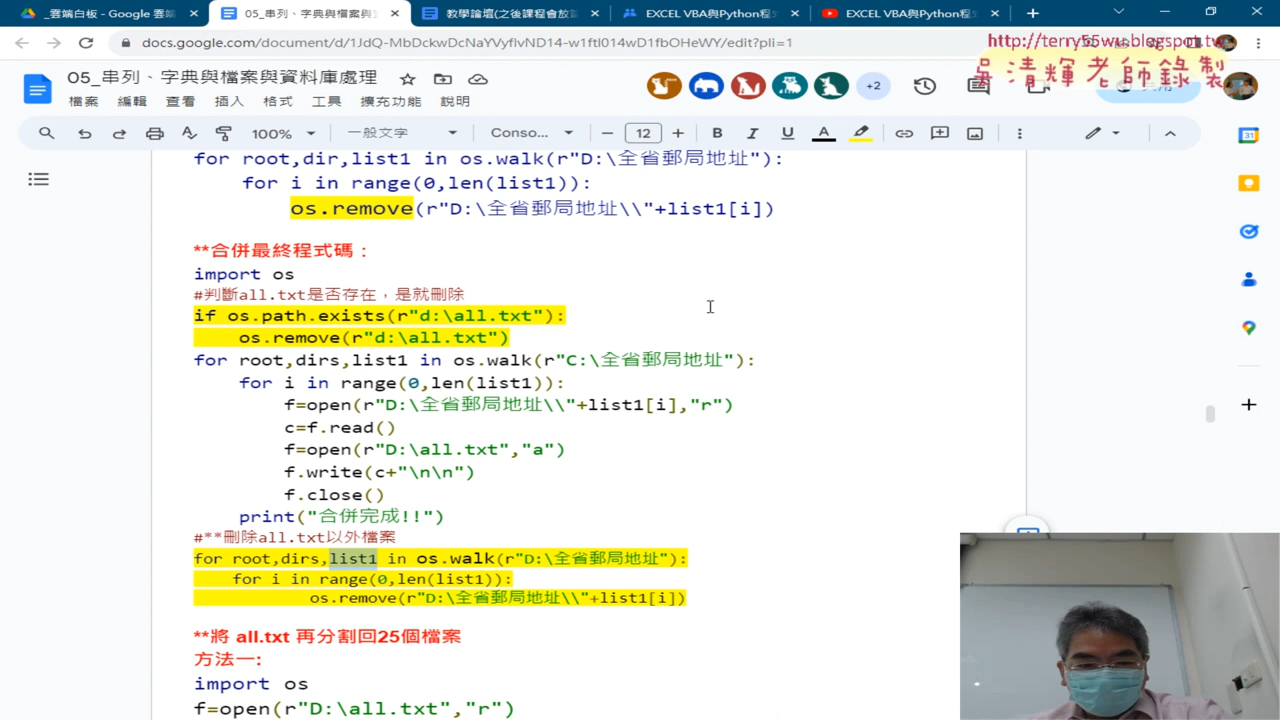 _雲端白板 - Google 雲端
05_串列、字典與檔案與資
教學論壇(之後課程會放
EXCEL VBA與Python程
EXCEL VBA與Python程式
docs.google.com/document/d/1JdQ-MbDckwDcNaYVyflvND14-w1ftl014wD1fbOHeWY/edit?pli=1
http://terry55wu.blogspot.tw
吳清輝老師錄製
05_串列、字典與檔案與資料庫處理
檔案 編輯 查看 插入 格式 工具 擴充功能 說明
+2
100% 一般文字 Conso... 12 B I U A
for root,dir,list1 in os.walk(r"D:\全省郵局地址"):
for i in range(0,len(list1)):
os.remove(r"D:\全省郵局地址\\"+list1[i])
**合併最終程式碼：
import os
#判斷all.txt是否存在，是就刪除
if os.path.exists(r"d:\all.txt"):
os.remove(r"d:\all.txt")
for root,dirs,list1 in os.walk(r"C:\全省郵局地址"):
for i in range(0,len(list1)):
f=open(r"D:\全省郵局地址\\"+list1[i],"r")
c=f.read()
f=open(r"D:\all.txt","a")
f.write(c+"\n\n")
f.close()
print("合併完成!!")
#**刪除all.txt以外檔案
for root,dirs,list1 in os.walk(r"D:\全省郵局地址"):
for i in range(0,len(list1)):
os.remove(r"D:\全省郵局地址\\"+list1[i])
**將 all.txt 再分割回25個檔案
方法一:
import os
f=open(r"D:\all.txt","r")